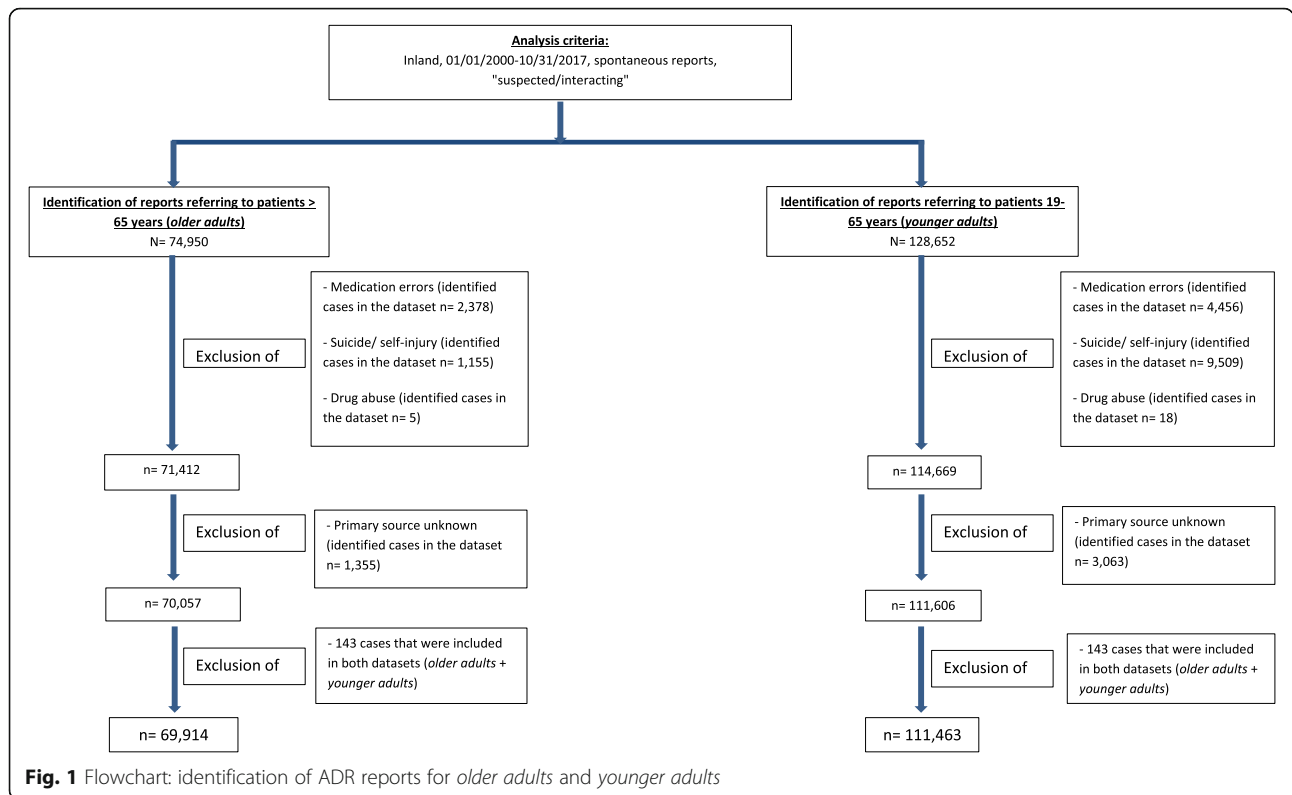 Analysis criteria:
Inland, 01/01/2000-10/31/2017, spontaneous reports,
"suspected/interacting"
Identification of reports referring to patients >
65 years (older adults)
N= 74,950
- Medication errors (identified
cases in the dataset n= 2,378)
- Suicide/ self-injury (identified
cases in the dataset n= 1,155)
- Drug abuse (identified cases in
the dataset n= 5)
Exclusion of
n= 71,412
Exclusion of
- Primary source unknown
(identified cases in the dataset
n= 1,355)
n= 70,057
Exclusion of
- 143 cases that were included
in both datasets (older adults +
younger adults)
n= 69,914
Identification of reports referring to patients 19-
65 years (younger adults)
N= 128,652
- Medication errors (identified
cases in the dataset n= 4,456)
- Suicide/ self-injury (identified
cases in the dataset n= 9,509)
- Drug abuse (identified cases in
the dataset n= 18)
Exclusion of
n= 114,669
Exclusion of
- Primary source unknown
(identified cases in the dataset
n= 3,063)
n= 111,606
Exclusion of
- 143 cases that were included
in both datasets (older adults +
younger adults)
n= 111,463
Fig. 1 Flowchart: identification of ADR reports for older adults and younger adults